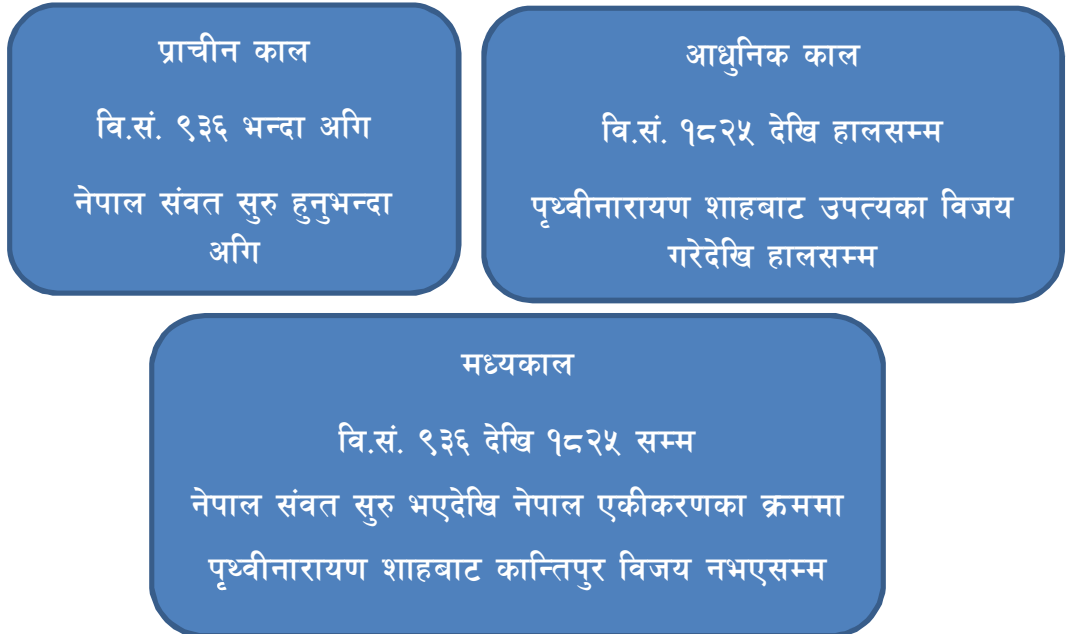 प्राचीन काल
वि.सं. ९३६ भन्दा अगि
नेपाल संवत सुरु हुनुभन्दा
अगि
आधुनिक काल
वि.सं. १८२५ देखि हालसम्म
पृथ्वीनारायण शाहबाट उपत्यका विजय
गरेदेखि हालसम्म
मध्यकाल
वि.सं. ९३६ देखि १८२५ सम्म
नेपाल संवत सुरु भएदेखि नेपाल एकीकरणका क्रममा
पृथ्वीनारायण शाहबाट कान्तिपुर विजय नभएसम्म